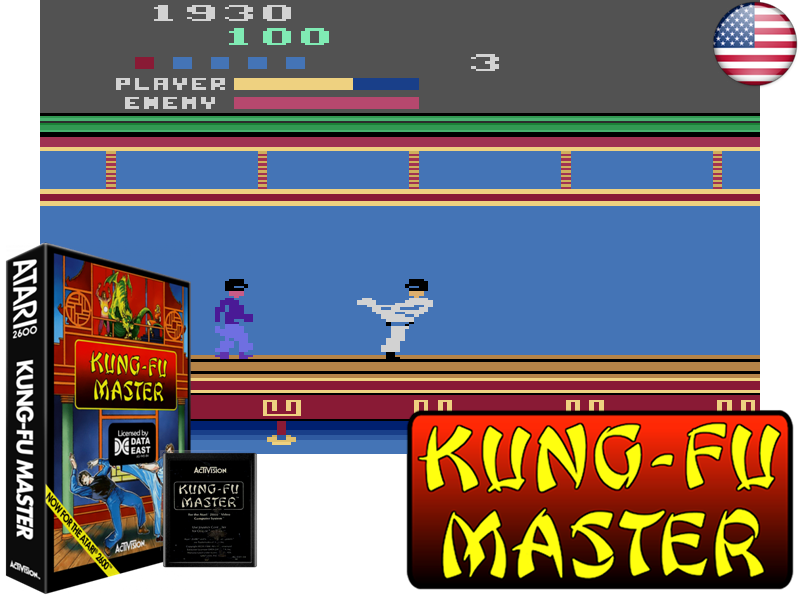 1930
100
3
PLAYER
ENEMY
ATARI
2600
KUNG-FU MASTER
ACTIVISION
KUNG-FU
MASTER
Licensed by
DATA
EAST
NOW FOR THE ATARI 2600
ACTIVISION
ACTIVISION
KUNG-FU
MASTER
KUNG-FU
MASTER